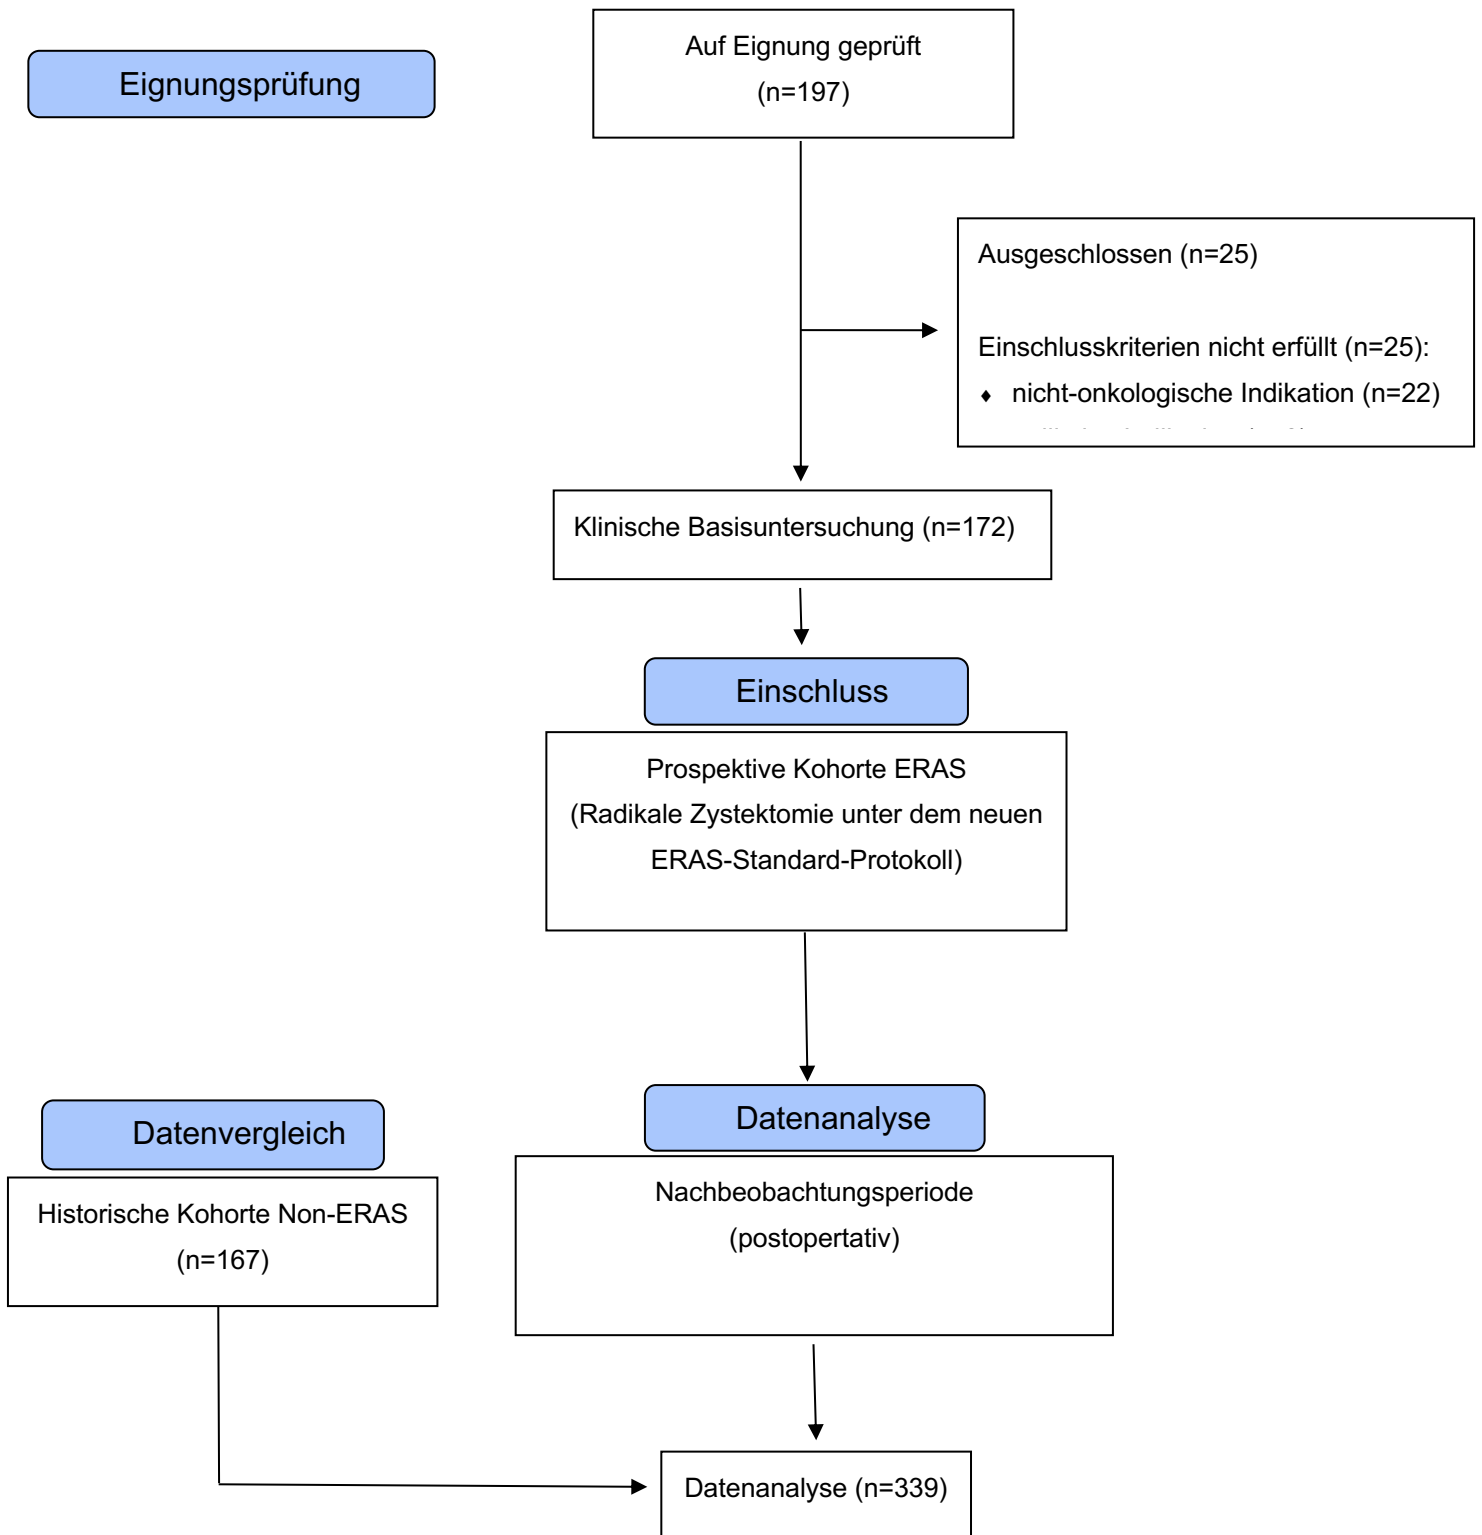 Eignungsprüfung
Auf Eignung geprüft
(n=197)
Ausgeschlossen (n=25)
Einschlusskriterien nicht erfüllt (n=25):
♦ nicht-onkologische Indikation (n=22)
Klinische Basisuntersuchung (n=172)
Einschluss
Prospektive Kohorte ERAS
(Radikale Zystektomie unter dem neuen
ERAS-Standard-Protokoll)
Datenvergleich
Historische Kohorte Non-ERAS
(n=167)
Datenanalyse
Nachbeobachtungsperiode
(postopertativ)
Datenanalyse (n=339)